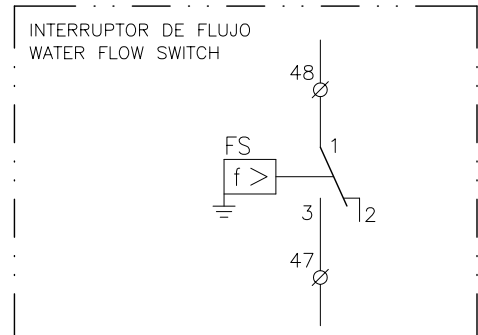 INTERRUPTOR DE FLUJO
WATER FLOW SWITCH
48
FS
1
f >
3
2
47